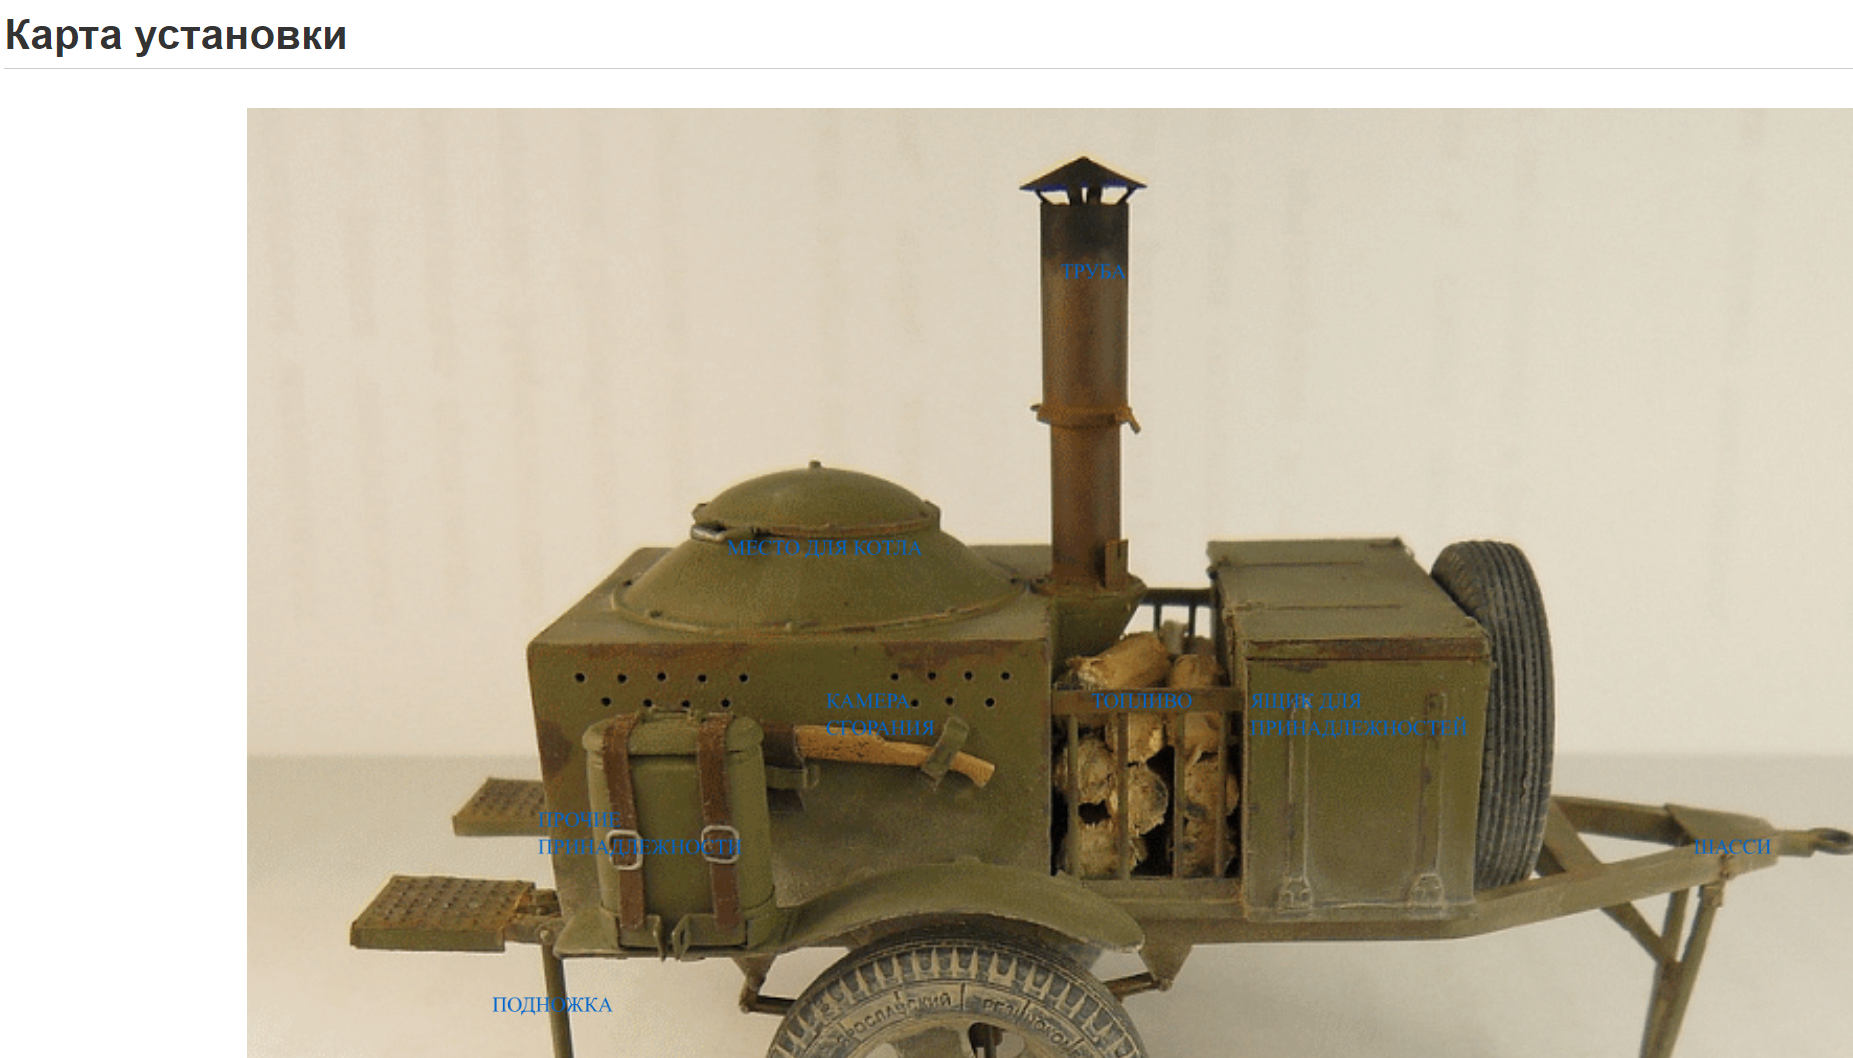 Карта установки
ТРУБА
МЕСТО ДЛЯ КОТЛА
КАМЕРА
СГОРАНИЯ
ТОПЛИВО
ЯЩИК ДЛЯ
ПРИНАДЛЕЖНОСТЕЙ
ПРОЧИЕ
ПРИНАДЛЕЖНОСТИ
ШАССИ
ПОДНОЖКА